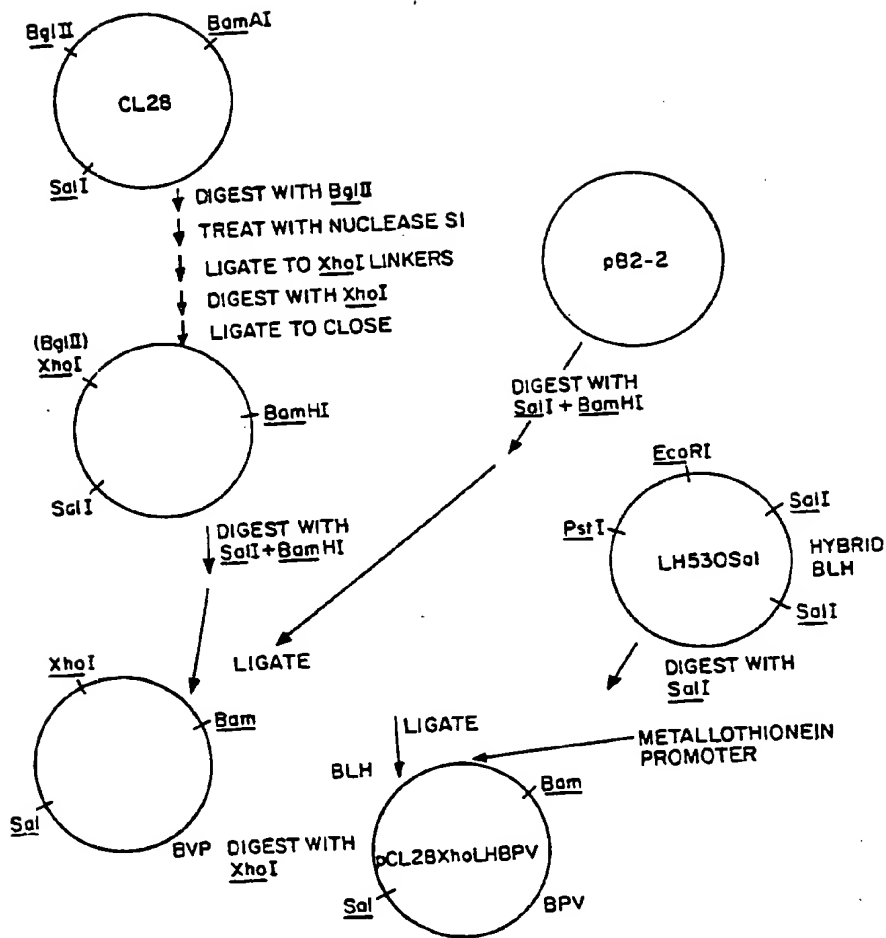 BglII
BamAI
CL28
SalI
DIGEST WITH BglII
TREAT WITH NUCLEASE SI
LIGATE TO XhoI LINKERS
DIGEST WITH XhoI
LIGATE TO CLOSE
pB2-2
(BglII)
XhoI
BamHI
SalI
DIGEST WITH
SalI + BamHI
EcoRI
PstI
SalI
LH530Sal
HYBRID
BLH
SalI
DIGEST WITH
SalI+BamHI
DIGEST WITH
SalI
LIGATE
XhoI
Bam
Sal
BVP
DIGEST WITH
XhoI
LIGATE
BLH
METALLOTHIONEIN
PROMOTER
Bam
pCL28XhoLHBPV
Sal
BPV